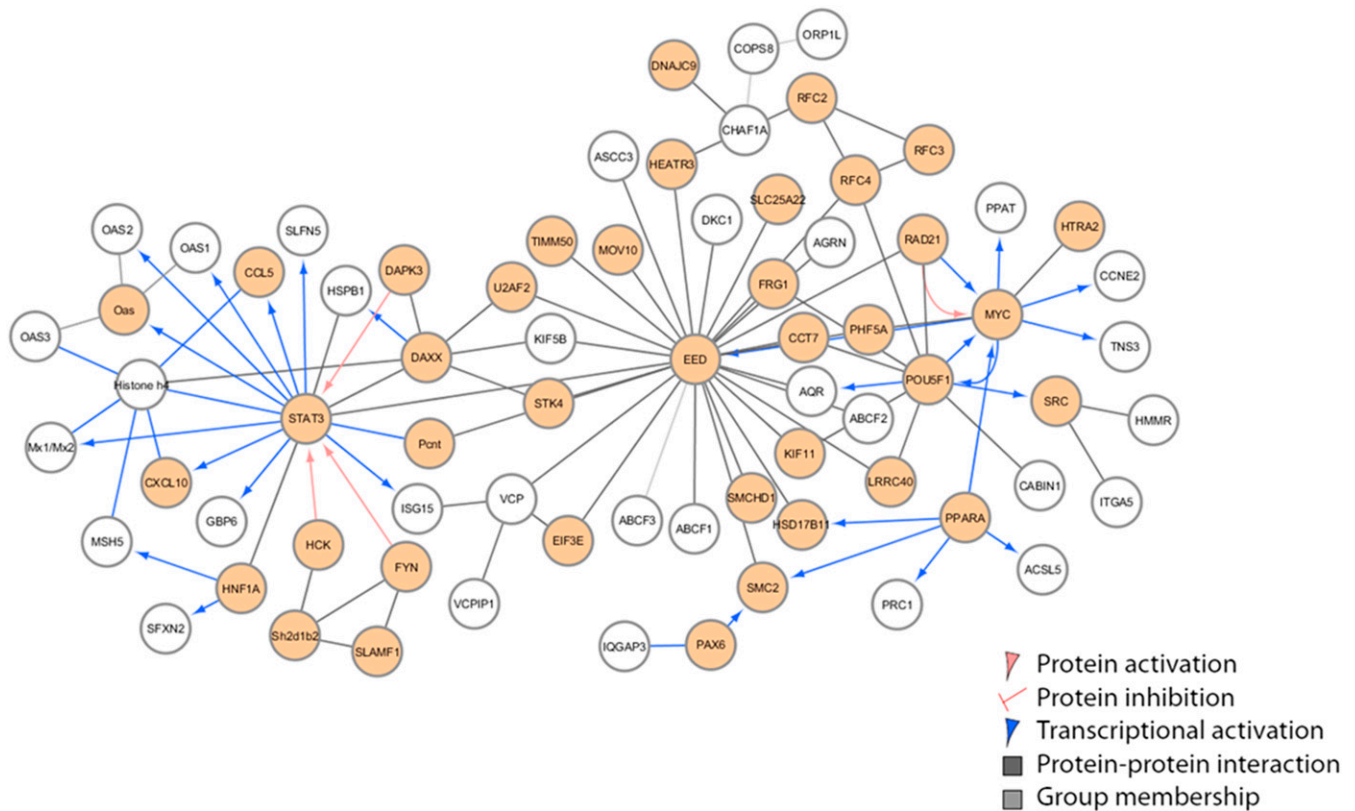 ORP1L
COPS8
DNAJC9
RFC2
CHAF1A
RFC3
ASCC3
HEATR3
RFC4
SLC25A22
PPAT
HTRA2
DKC1
OAS2
OAS1
SLFN5
TIMM50
MOV10
AGRN
RAD21
CCL5
DAPK3
CCNE2
HSPB1
U2AF2
FRG1
Oas
MYC
OAS3
KIF5B
CCT7
PHF5A
TNS3
DAXX
EED
Histone h4
POU5F1
AQR
STK4
ABCF2
SRC
STAT3
HMMR
Mx1/Mx2
Pcnt
KIF11
CXCL10
LRRC40
CABIN1
ITGA5
GBP6
ISG15
VCP
SMCHD1
ABCF3
ABCF1
HSD17B11
PPARA
MSH5
HCK
EIF3E
FYN
ACSL5
HNF1A
SMC2
VCPIP1
PRC1
SFXN2
Sh2d1b2
SLAMF1
IQGAP3
PAX6
Protein activation
Protein inhibition
Transcriptional activation
Protein-protein interaction
Group membership